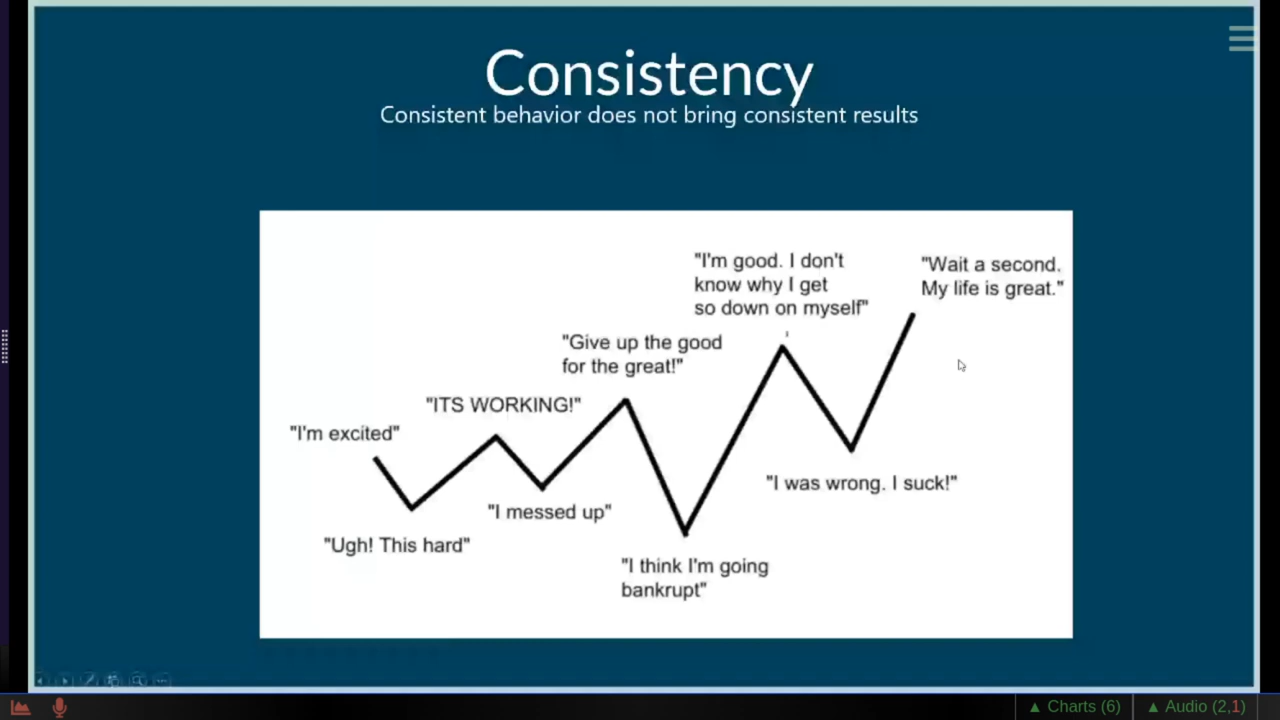 Consistency
Consistent behavior does not bring consistent results
"I'm good. I don't
know why I get
so down on myself"
"Wait a second.
My life is great."
"Give up the good
for the great!"
"ITS WORKING!"
"I'm excited"
"I was wrong. I suck!"
"I messed up"
"Ugh! This hard"
"I think I'm going
bankrupt"
▲ Charts (6)
▲ Audio (2,1)